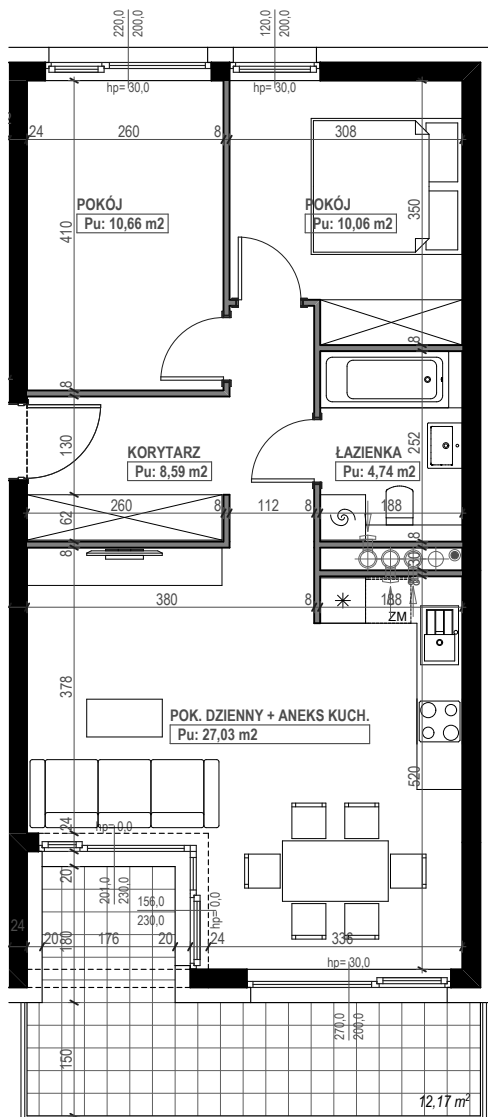 220,0
200,0
120,0
200,0
hp= 30,0
hp=30,0
24
260
8
308
POKÓJ
Pu: 10,66 m2
POKÓJ
Pu: 10,06 m2
410
350
8
8
130
KORYTARZ
Pu: 8,59 m2
ŁAZIENKA
Pu: 4,74 m2
252
62
260
8
112
8
188
8
8
380
8
188
ZM
378
POK. DZIENNY + ANEKS KUCH.
Pu: 27,03 m2
520
24
hp=0,0
20
201,0
230,0
156,0
230,0
hp=0,0
24
20
176
20
24
336
180
hp= 30,0
270,0
200,0
150
12,17 m²